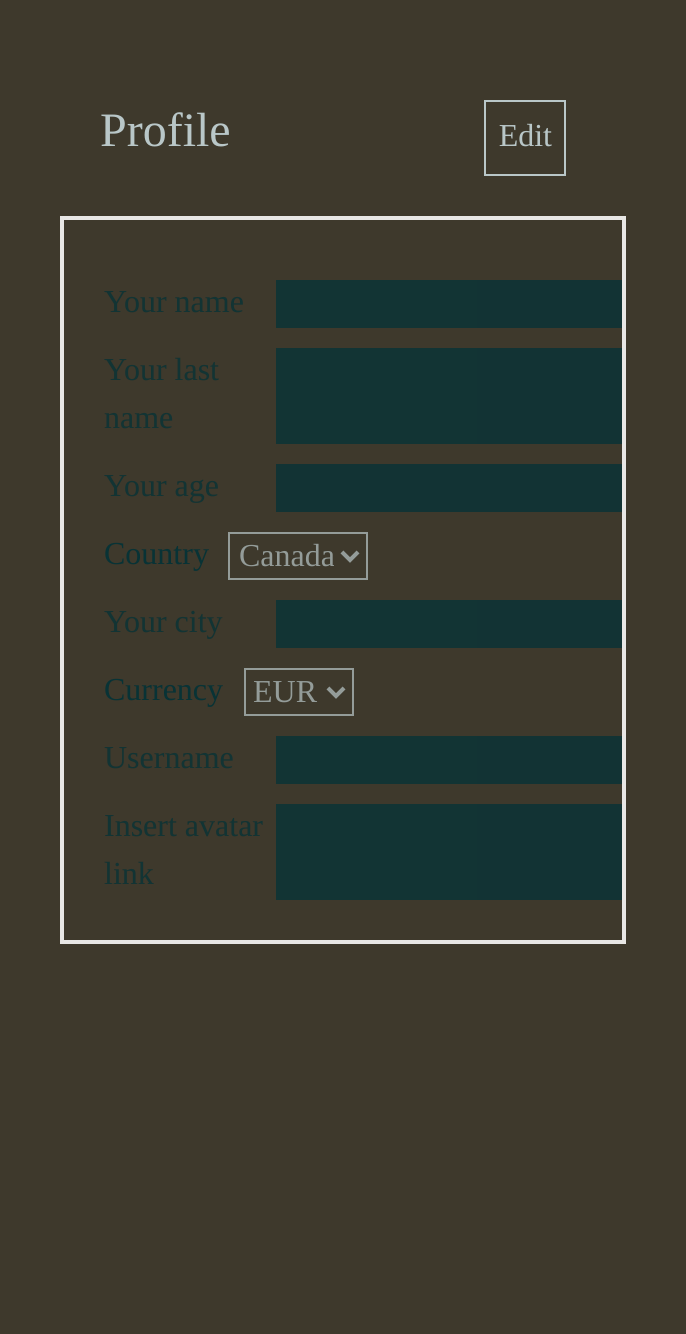 Profile
Edit
Your name
Your last
name
Your age
Country Canada
Your city
Currency EUR
Username
Insert avatar
link